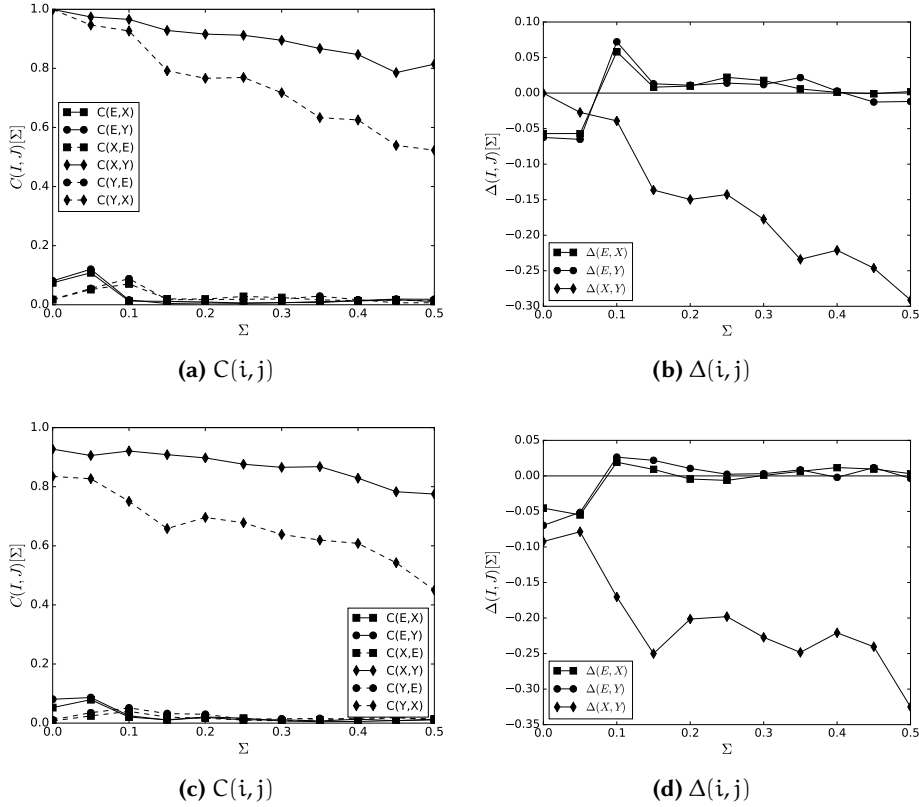 1.0
0.8
0.6
0.4
0.2
0.0
C(I, J)[Σ]
C(E,X)
C(E,Y)
C(X,E)
C(X,Y)
C(Y,E)
C(Y,X)
0.0 0.1 0.2 0.3 0.4 0.5
Σ
(a) C(i, j)
0.10
0.05
0.00
−0.05
−0.10
−0.15
−0.20
−0.25
−0.30
Δ(I, J)[Σ]
Δ(E, X)
Δ(E, Y)
Δ(X, Y)
0.0 0.1 0.2 0.3 0.4 0.5
Σ
(b) Δ(i, j)
1.0
0.8
0.6
0.4
0.2
0.0
C(I, J)[Σ]
C(E,X)
C(E,Y)
C(X,E)
C(X,Y)
C(Y,E)
C(Y,X)
0.0 0.1 0.2 0.3 0.4 0.5
Σ
(c) C(i, j)
0.05
0.00
−0.05
−0.10
−0.15
−0.20
−0.25
−0.30
−0.35
Δ(I, J)[Σ]
Δ(E, X)
Δ(E, Y)
Δ(X, Y)
0.0 0.1 0.2 0.3 0.4 0.5
Σ
(d) Δ(i, j)